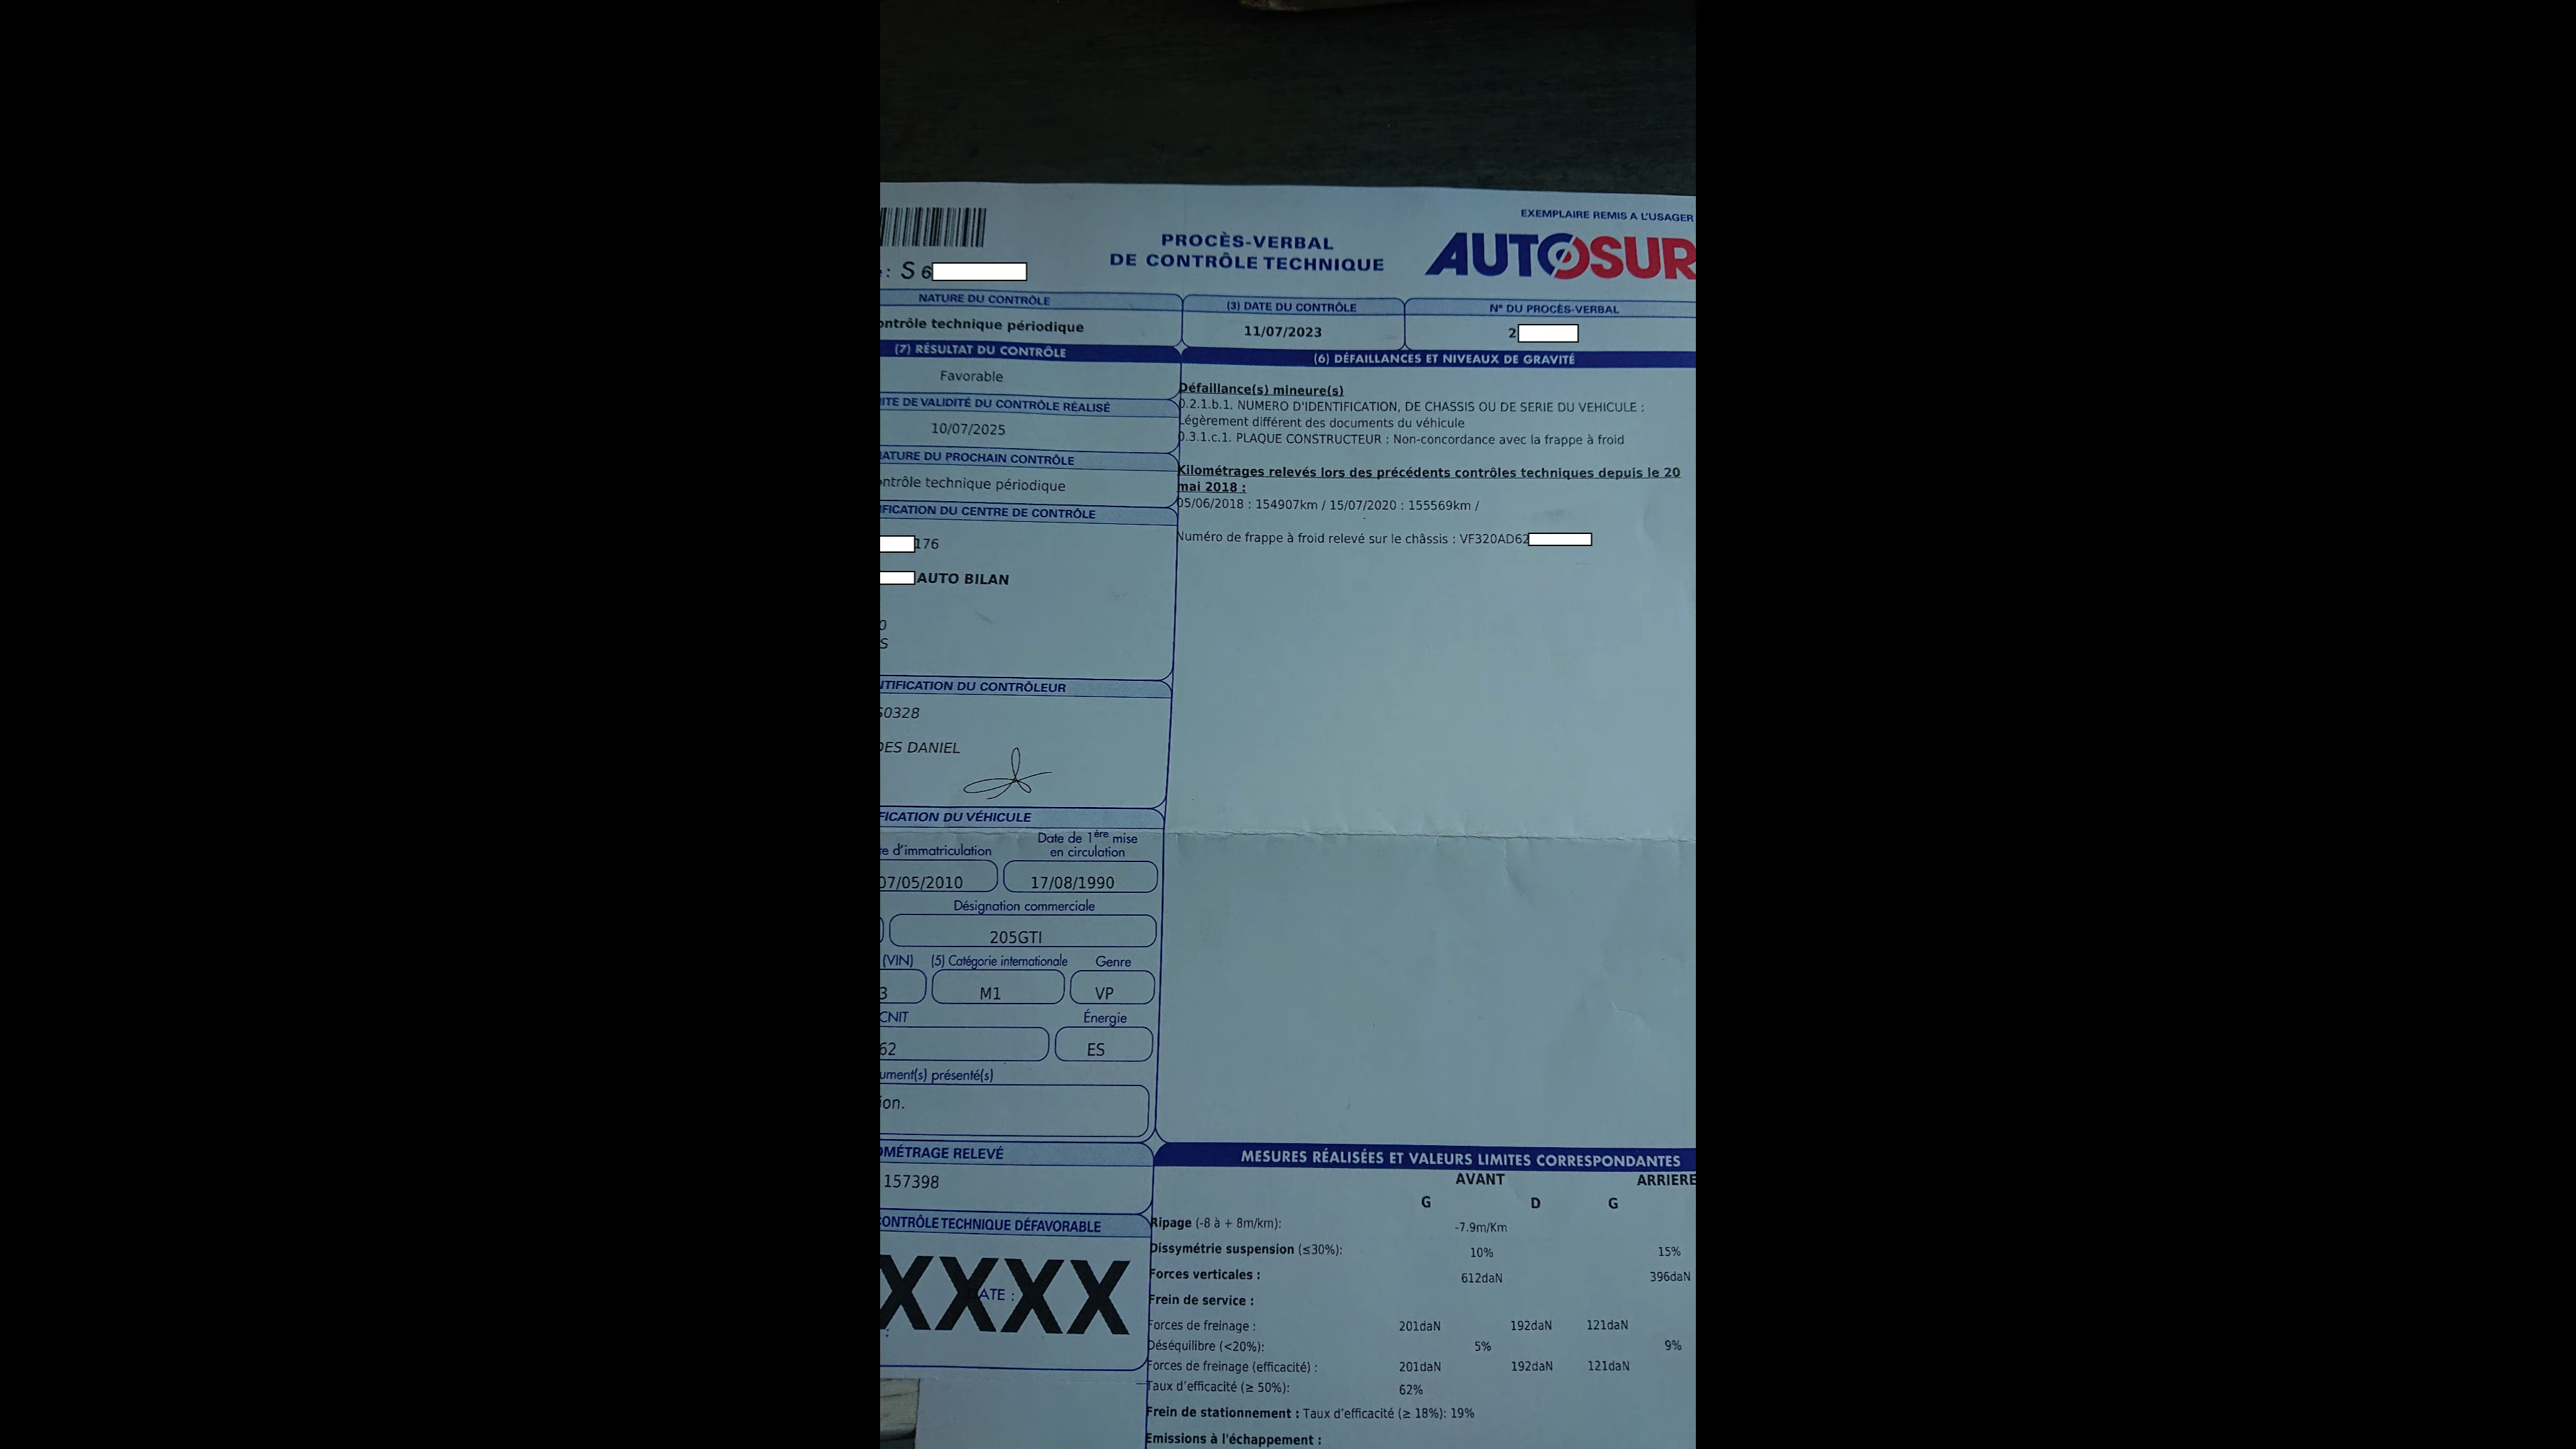 EXEMPLAIRE REMIS A L'USAGER
PROCÈS-VERBAL
DE CONTRÔLE TECHNIQUE
AUTOSUR
: S 6
NATURE DU CONTRÔLE
ontrôle technique périodique
(3) DATE DU CONTRÔLE
11/07/2023
N° DU PROCÈS-VERBAL
2
(7) RÉSULTAT DU CONTRÔLE
Favorable
ITE DE VALIDITÉ DU CONTRÔLE RÉALISÉ
10/07/2025
ATURE DU PROCHAIN CONTRÔLE
ontrôle technique périodique
IFICATION DU CENTRE DE CONTRÔLE
176
AUTO BILAN
0
S
NTIFICATION DU CONTRÔLEUR
S0328
DES DANIEL
FICATION DU VÉHICULE
e d'immatriculation
07/05/2010
Date de 1ère mise
en circulation
17/08/1990
Désignation commerciale
205GTI
(VIN)
3
(5) Catégorie internationale
M1
Genre
VP
CNIT
62
Énergie
ES
ument(s) présenté(s)
ion.
OMÉTRAGE RELEVÉ
157398
ONTRÔLE TECHNIQUE DÉFAVORABLE
XXXX
DATE :
:
(6) DÉFAILLANCES ET NIVEAUX DE GRAVITÉ
Défaillance(s) mineure(s)
0.2.1.b.1. NUMERO D'IDENTIFICATION, DE CHASSIS OU DE SERIE DU VEHICULE :
Légèrement différent des documents du véhicule
0.3.1.c.1. PLAQUE CONSTRUCTEUR : Non-concordance avec la frappe à froid
Kilométrages relevés lors des précédents contrôles techniques depuis le 20
mai 2018 :
05/06/2018 : 154907km / 15/07/2020 : 155569km /
Numéro de frappe à froid relevé sur le châssis : VF320AD62
MESURES RÉALISÉES ET VALEURS LIMITES CORRESPONDANTES
AVANT ARRIERE
G D G
Ripage (-8 à + 8m/km): -7.9m/Km
Dissymétrie suspension (≤30%): 10% 15%
Forces verticales : 612daN 396daN
Frein de service :
Forces de freinage : 201daN 192daN 121daN
Déséquilibre (<20%): 5% 9%
Forces de freinage (efficacité) : 201daN 192daN 121daN
Taux d'efficacité (≥ 50%): 62%
Frein de stationnement : Taux d'efficacité (≥ 18%): 19%
Emissions à l'échappement :